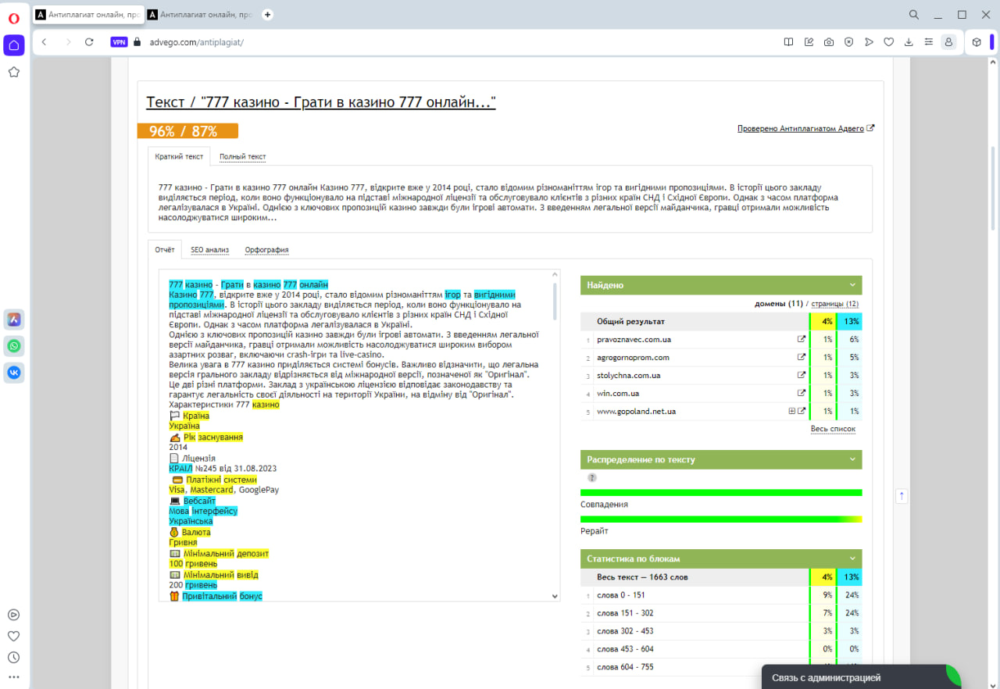 Антиплагиат онлайн, про
Антиплагиат онлайн, про
VPN
advego.com/antiplagiat/
Текст / "777 казино - Грати в казино 777 онлайн..."
96% / 87%
Проверено Антиплагиатом Адвего
Краткий текст
Полный текст
777 казино - Грати в казино 777 онлайн Казино 777, відкрите вже у 2014 році, стало відомим різноманіттям ігор та вигідними пропозиціями. В історії цього закладу
виділяється період, коли воно функціонувало на підставі міжнародної ліцензії та обслуговувало клієнтів з різних країн СНД і Східної Європи. Однак з часом платформа
легалізувалася в Україні. Однією з ключових пропозицій казино завжди були ігрові автомати. З введенням легальної версії майданчика, гравці отримали можливість
насолоджуватися широким...
Отчёт
SEO анализ
Орфография
777 казино - Грати в казино 777 онлайн
Казино 777, відкрите вже у 2014 році, стало відомим різноманіттям ігор та вигідними
пропозиціями. В історії цього закладу виділяється період, коли воно функціонувало на
підставі міжнародної ліцензії та обслуговувало клієнтів з різних країн СНД і Східної
Європи. Однак з часом платформа легалізувалася в Україні.
Однією з ключових пропозицій казино завжди були ігрові автомати. З введенням легальної
версії майданчика, гравці отримали можливість насолоджуватися широким вибором
азартних розваг, включаючи crash-ігри та live-casino.
Велика увага в 777 казино приділяється системі бонусів. Важливо відзначити, що легальна
версія грального закладу відрізняється від міжнародної версії, позначеної як "Оригінал".
Це дві різні платформи. Заклад з українською ліцензією відповідає законодавству та
гарантує легальність своєї діяльності на території України, на відміну від "Оригінал".
Характеристики 777 казино
Країна
Україна
Рік заснування
2014
Ліцензія
КРАІЛ №245 від 31.08.2023
Платіжні системи
Visa, Mastercard, GooglePay
Вебсайт
Мова інтерфейсу
Українська
Валюта
Гривня
Мінімальний депозит
100 гривень
Мінімальний вивід
200 гривень
Привітальний бонус
Найдено
домены (11) / страницы (12)
Общий результат 4% 13%
1 pravoznavec.com.ua 1% 6%
2 agrogornoprom.com 1% 5%
3 stolychna.com.ua 1% 3%
4 win.com.ua 1% 3%
5 www.gopoland.net.ua 1% 1%
Весь список
Распределение по тексту
?
Совпадения
Рерайт
Статистика по блокам
Весь текст — 1663 слов 4% 13%
1 слова 0 - 151 9% 24%
2 слова 151 - 302 7% 24%
3 слова 302 - 453 3% 3%
4 слова 453 - 604 0% 0%
5 слова 604 - 755
Связь с администрацией